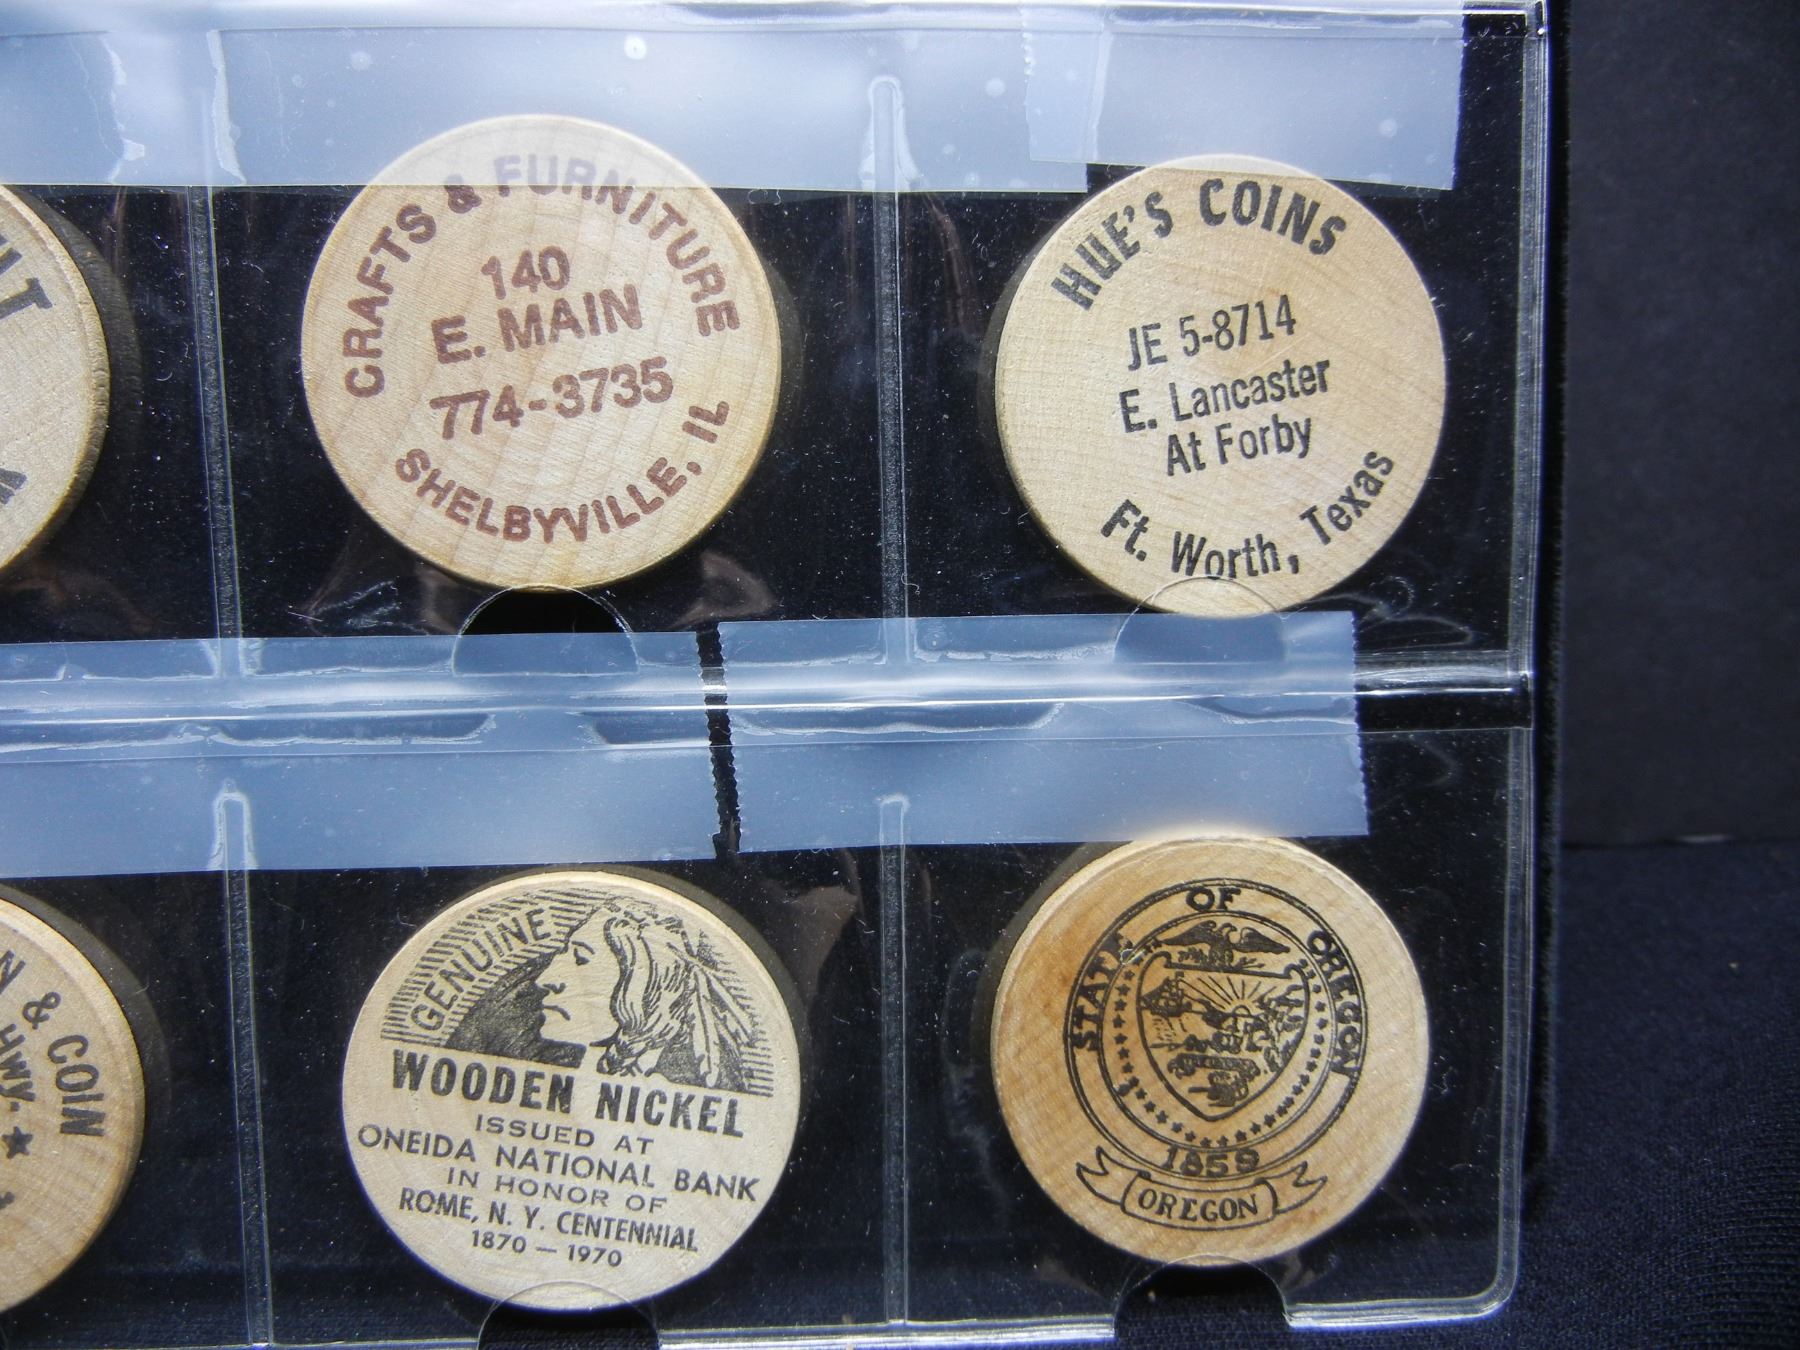 CRAFTS & FURNITURE
140
E. MAIN
774-3735
SHELBYVILLE, IL
HUE'S COINS
JE 5-8714
E. Lancaster
At Forby
Ft. Worth, Texas
& COIN
HWY.
GENUINE
WOODEN NICKEL
ISSUED AT
ONEIDA NATIONAL BANK
IN HONOR OF
ROME, N. Y. CENTENNIAL
1870 — 1970
STATE OF OREGON
1859
OREGON